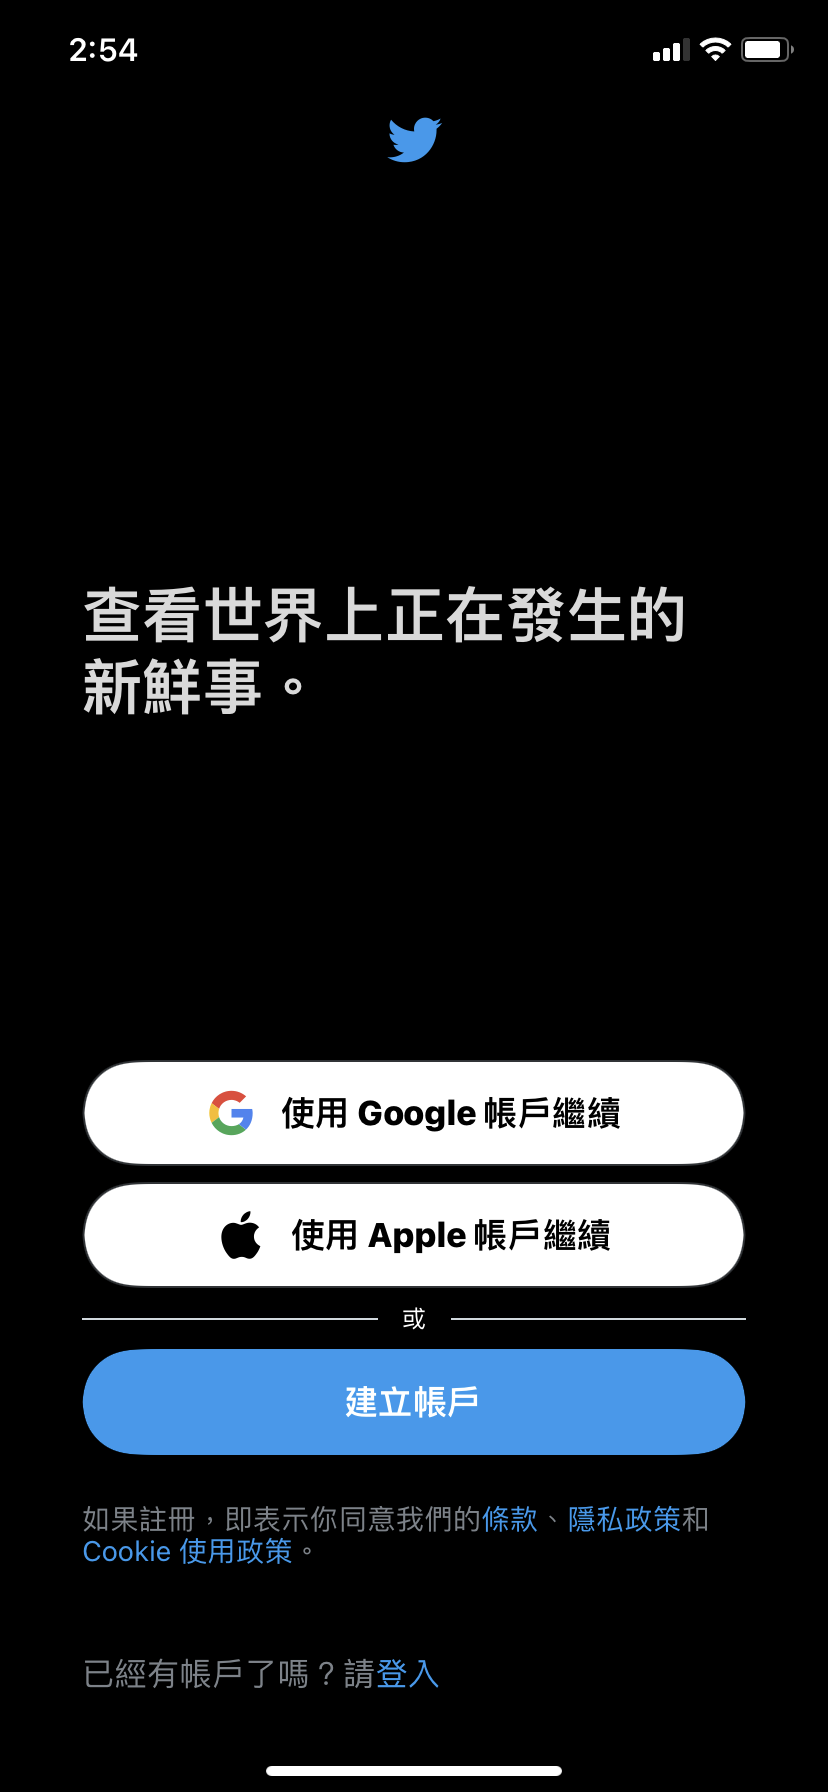 2:54
查看世界上正在發生的
新鮮事。
使用 Google 帳戶繼續
使用 Apple 帳戶繼續
或
建立帳戶
如果註冊，即表示你同意我們的條款、隱私政策和
Cookie 使用政策。
已經有帳戶了嗎？請登入